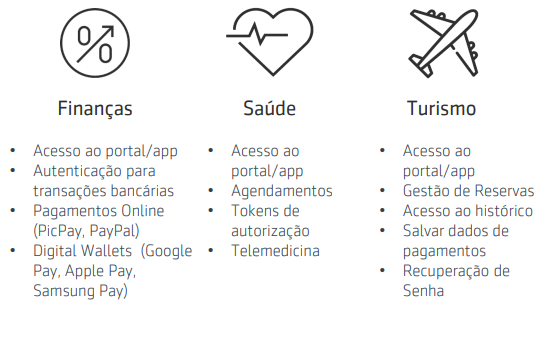 Finanças
• Acesso ao portal/app
• Autenticação para
transações bancárias
• Pagamentos Online
(PicPay, PayPal)
• Digital Wallets (Google
Pay, Apple Pay,
Samsung Pay)
Saúde
• Acesso ao
portal/app
• Agendamentos
• Tokens de
autorização
• Telemedicina
Turismo
• Acesso ao
portal/app
• Gestão de Reservas
• Acesso ao histórico
• Salvar dados de
pagamentos
• Recuperação de
Senha